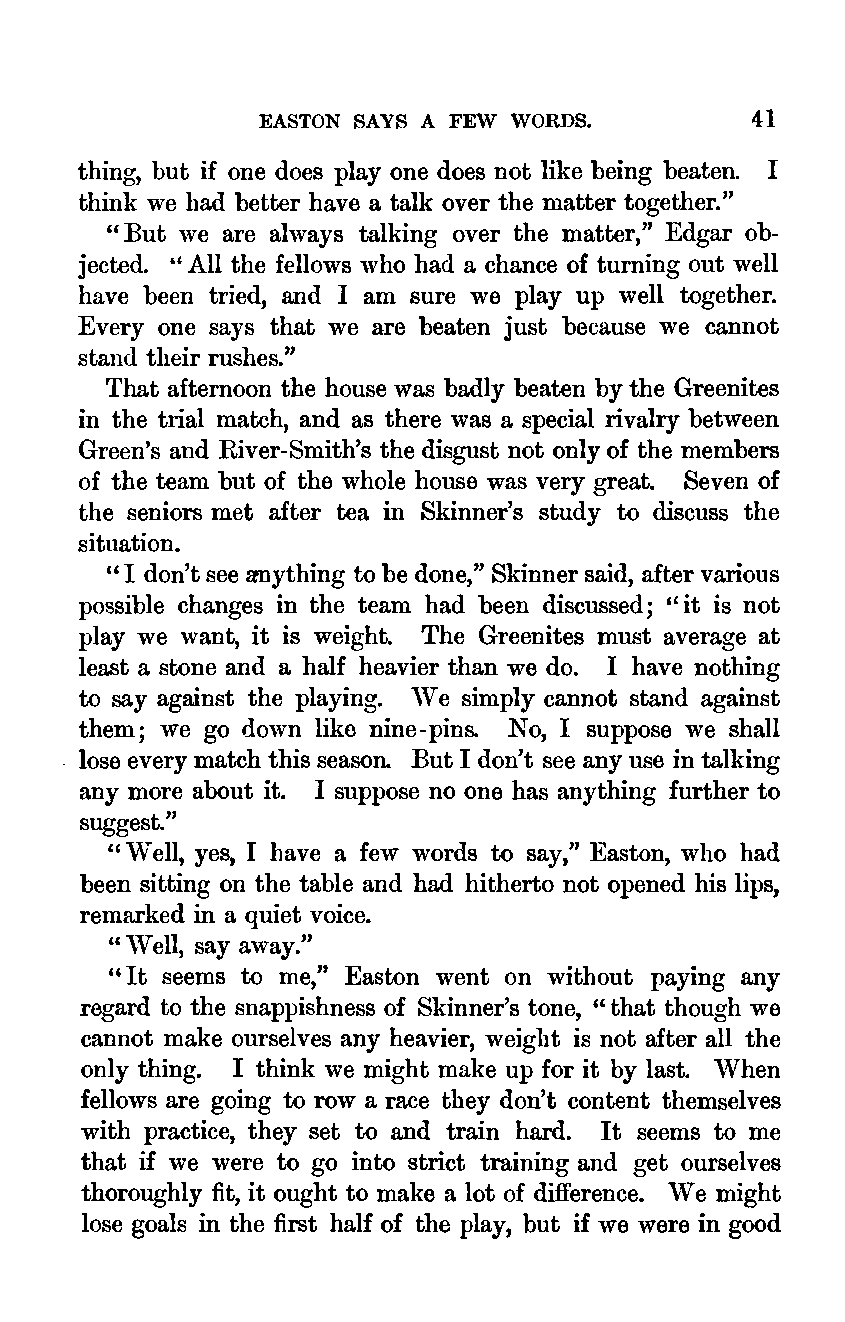 EASTON SAYS A FEW WORDS. 41
thing, but if one does play one does not like being beaten. I
think we had better have a talk over the matter together.”
“But we are always talking over the matter,” Edgar ob-
jected. “All the fellows who had a chance of turning out well
have been tried, and I am sure we play up well together.
Every one says that we are beaten just because we cannot
stand their rushes.”
That afternoon the house was badly beaten by the Greenites
in the trial match, and as there was a special rivalry between
Green’s and River-Smith’s the disgust not only of the members
of the team but of the whole house was very great. Seven of
the seniors met after tea in Skinner’s study to discuss the
situation.
“I don’t see anything to be done,” Skinner said, after various
possible changes in the team had been discussed; “it is not
play we want, it is weight. The Greenites must average at
least a stone and a half heavier than we do. I have nothing
to say against the playing. We simply cannot stand against
them; we go down like nine-pins. No, I suppose we shall
lose every match this season. But I don’t see any use in talking
any more about it. I suppose no one has anything further to
suggest.”
“Well, yes, I have a few words to say,” Easton, who had
been sitting on the table and had hitherto not opened his lips,
remarked in a quiet voice.
“Well, say away.”
“It seems to me,” Easton went on without paying any
regard to the snappishness of Skinner’s tone, “that though we
cannot make ourselves any heavier, weight is not after all the
only thing. I think we might make up for it by last. When
fellows are going to row a race they don’t content themselves
with practice, they set to and train hard. It seems to me
that if we were to go into strict training and get ourselves
thoroughly fit, it ought to make a lot of difference. We might
lose goals in the first half of the play, but if we were in good